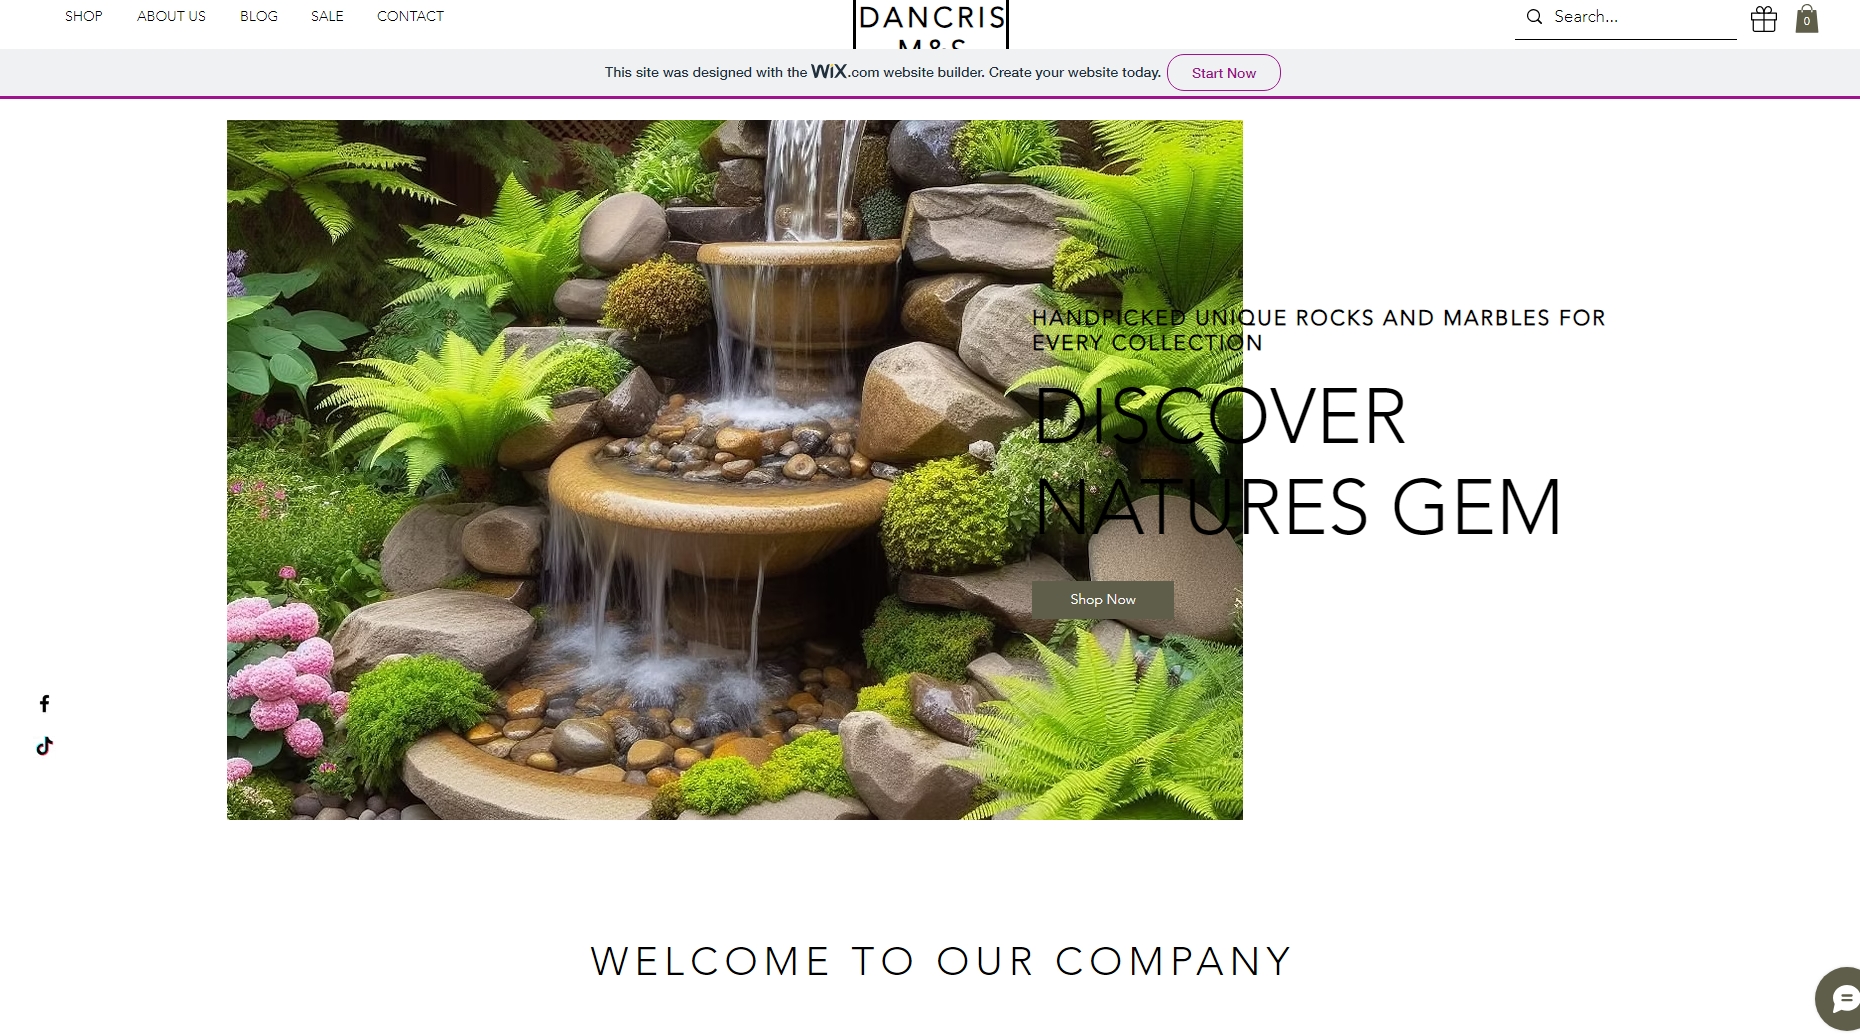 SHOP ABOUT US BLOG SALE CONTACT
DANCRIS
M&S
Search...
0
This site was designed with the WiX.com website builder. Create your website today. Start Now
HANDPICKED UNIQUE ROCKS AND MARBLES FOR
EVERY COLLECTION
DISCOVER
NATURES GEM
Shop Now
WELCOME TO OUR COMPANY